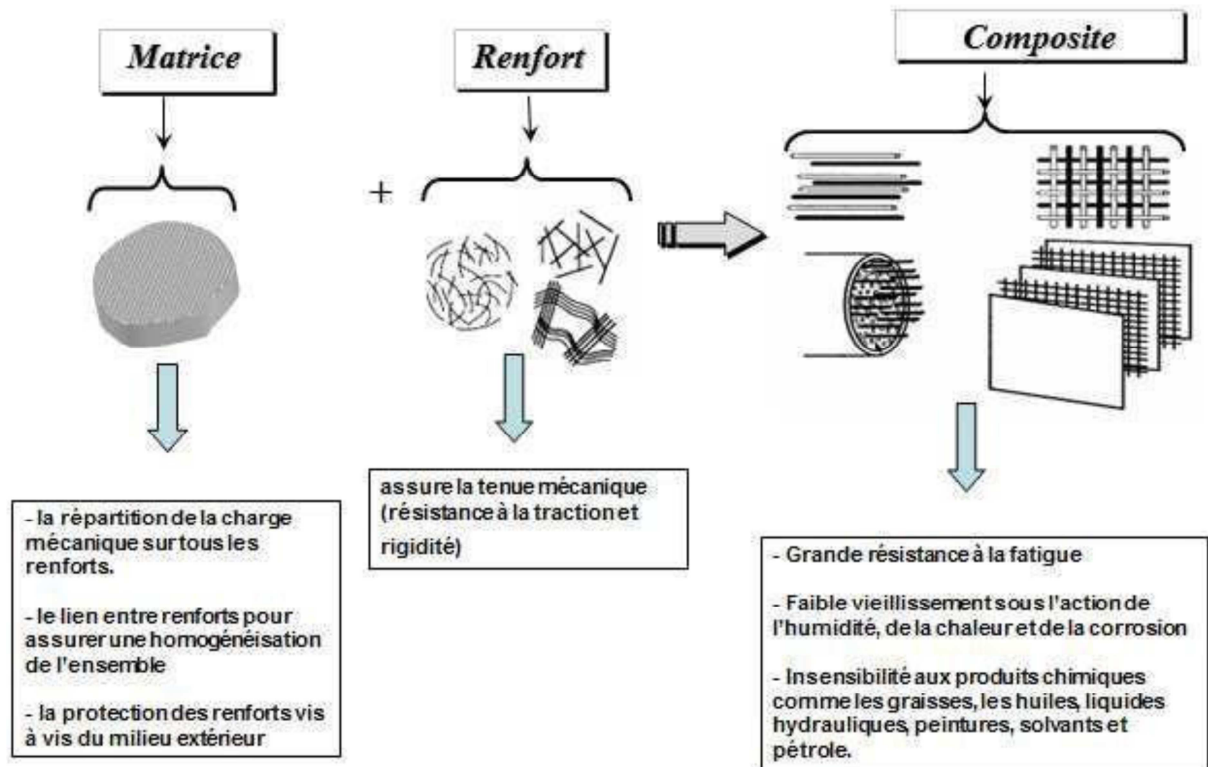 Matrice
Renfort
Composite
+
- la répartition de la charge
mécanique sur tous les
renforts.
- le lien entre renforts pour
assurer une homogénéisation
de l'ensemble
- la protection des renforts vis
à vis du milieu extérieur
assure la tenue mécanique
(résistance à la traction et
rigidité)
- Grande résistance à la fatigue
- Faible vieillissement sous l'action de
l'humidité, de la chaleur et de la corrosion
- Insensibilité aux produits chimiques
comme les graisses, les huiles, liquides
hydrauliques, peintures, solvants et
pétrole.